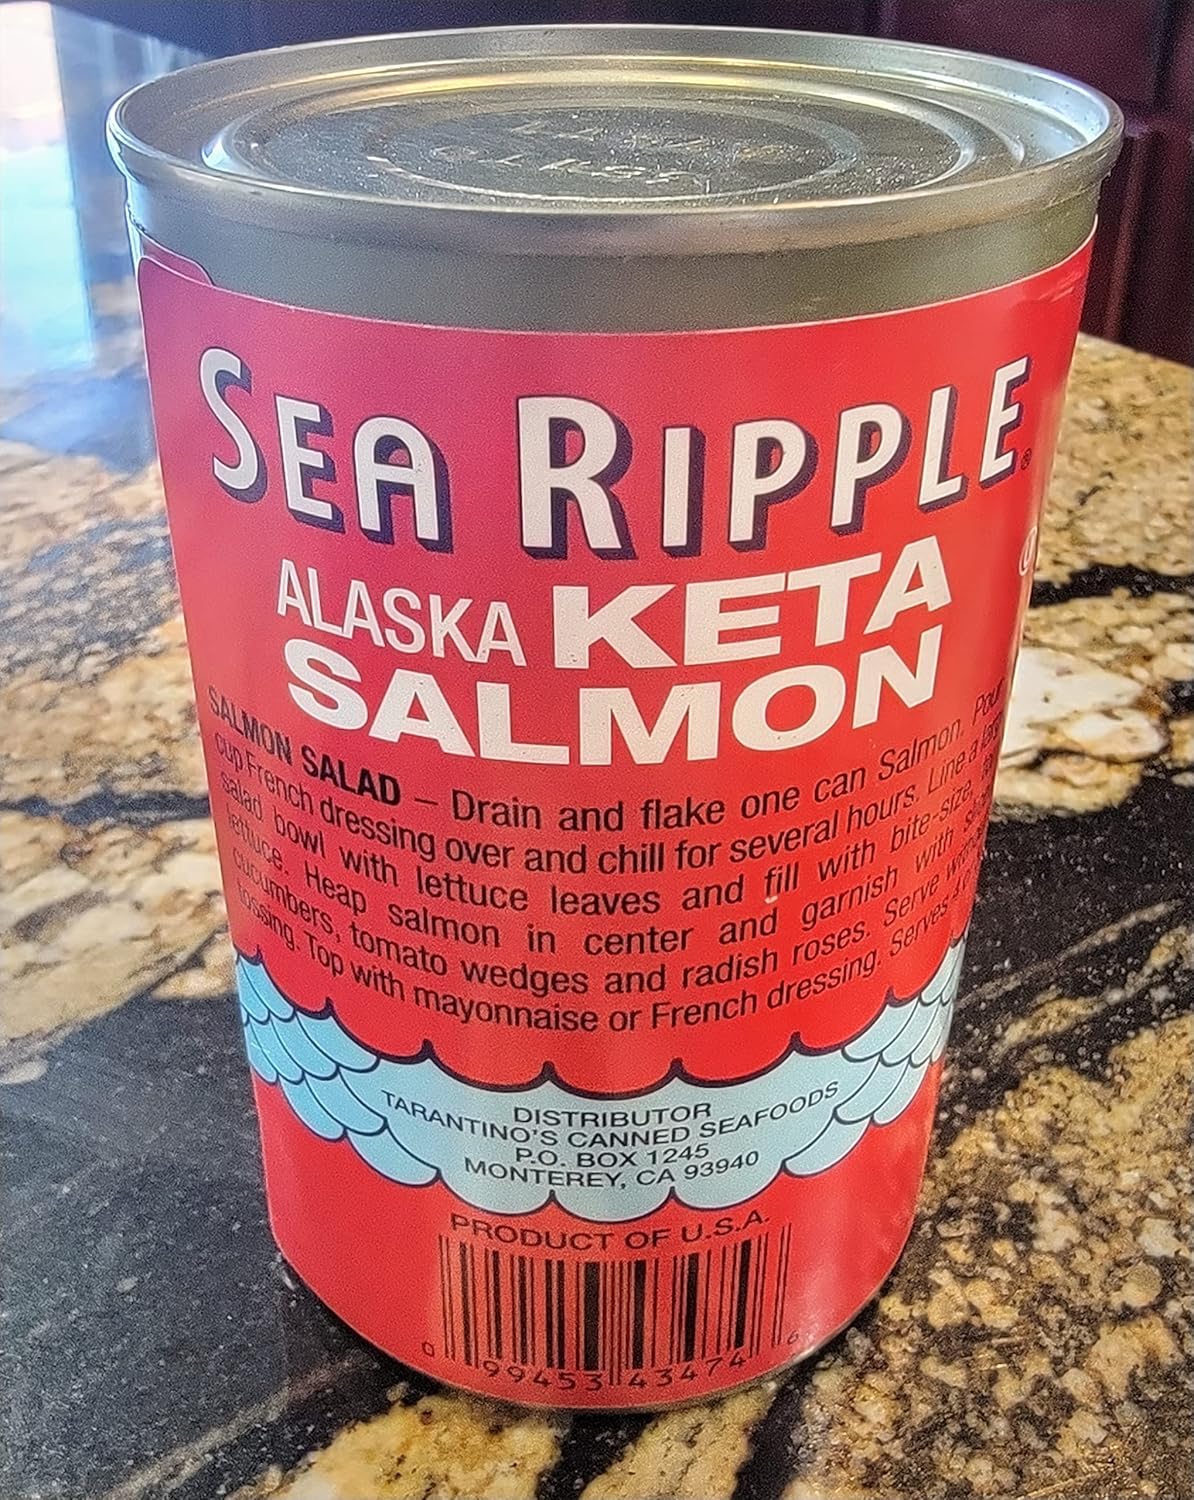 SEA RIPPLE®
ALASKA KETA
SALMON
SALMON SALAD – Drain and flake one can Salmon. Pour
cup French dressing over and chill for several hours. Line a
salad bowl with lettuce leaves and fill with bite-size,
lettuce. Heap salmon in center and garnish with
cucumbers, tomato wedges and radish roses. Serve
tossing. Top with mayonnaise or French dressing. Serves
DISTRIBUTOR
TARANTINO'S CANNED SEAFOODS
P.O. BOX 1245
MONTEREY, CA 93940
PRODUCT OF U.S.A.
0 99453 43474 6